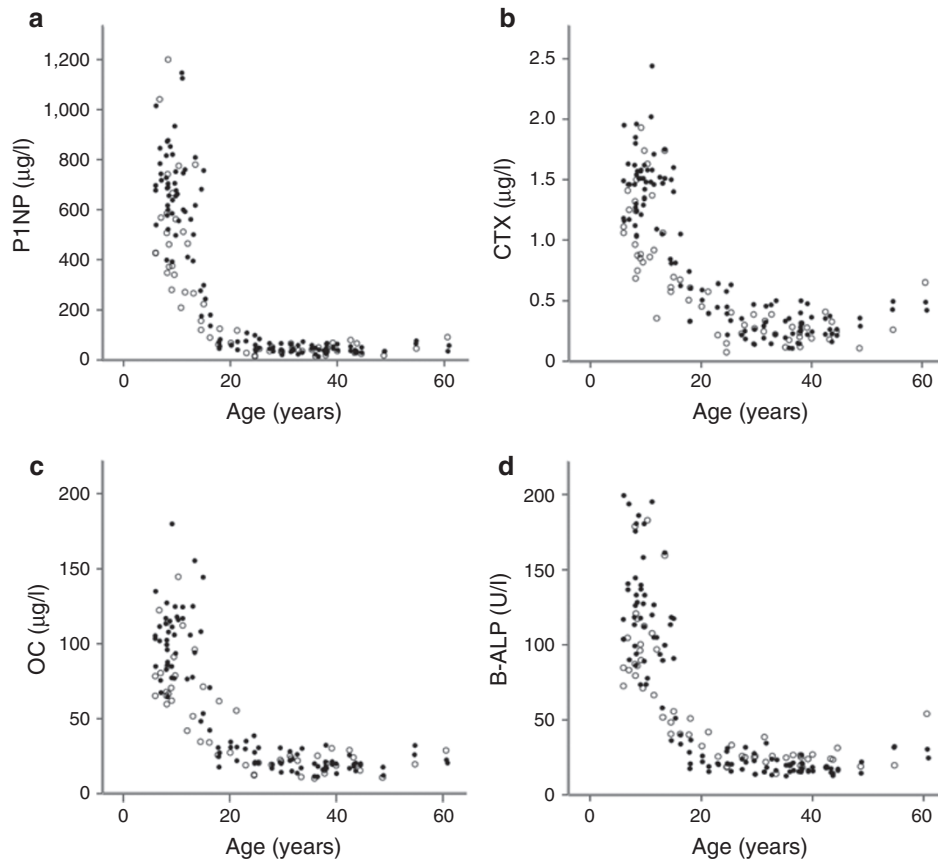 a
P1NP (μg/l)
1,200
1,000
800
600
400
200
0
0 20 40 60
Age (years)
b
CTX (μg/l)
2.5
2.0
1.5
1.0
0.5
0
0 20 40 60
Age (years)
c
OC (μg/l)
200
150
100
50
0
0 20 40 60
Age (years)
d
B-ALP (U/l)
200
150
100
50
0
0 20 40 60
Age (years)